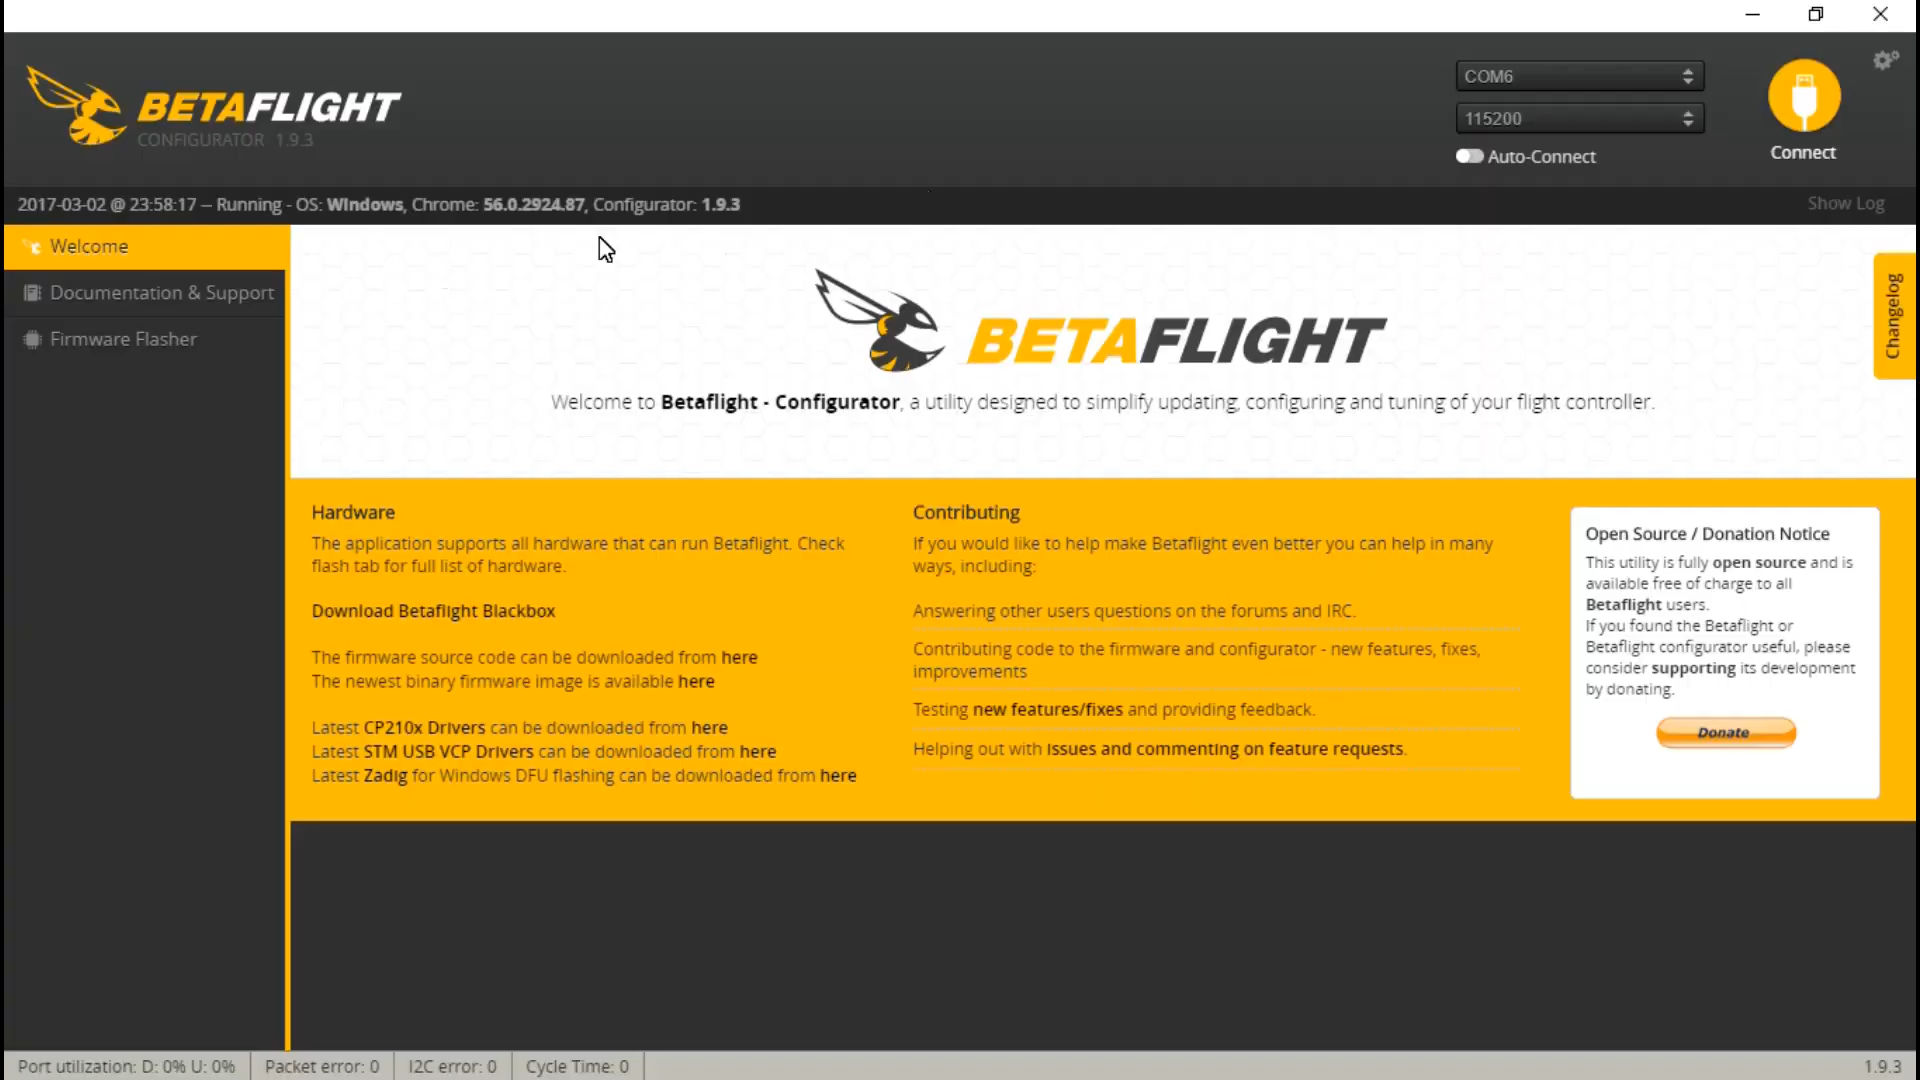 BETAFLIGHT
CONFIGURATOR 1.9.3
COM6
115200
Auto-Connect
Connect
2017-03-02 @ 23:58:17 -- Running - OS: Windows, Chrome: 56.0.2924.87, Configurator: 1.9.3
Show Log
Welcome
Documentation & Support
Firmware Flasher
BETAFLIGHT
Welcome to Betaflight - Configurator, a utility designed to simplify updating, configuring and tuning of your flight controller.
Changelog
Hardware
The application supports all hardware that can run Betaflight. Check
flash tab for full list of hardware.
Download Betaflight Blackbox
The firmware source code can be downloaded from here
The newest binary firmware image is available here
Latest CP210x Drivers can be downloaded from here
Latest STM USB VCP Drivers can be downloaded from here
Latest Zadig for Windows DFU flashing can be downloaded from here
Contributing
If you would like to help make Betaflight even better you can help in many
ways, including:
Answering other users questions on the forums and IRC.
Contributing code to the firmware and configurator - new features, fixes,
improvements
Testing new features/fixes and providing feedback.
Helping out with issues and commenting on feature requests.
Open Source / Donation Notice
This utility is fully open source and is
available free of charge to all
Betaflight users.
If you found the Betaflight or
Betaflight configurator useful, please
consider supporting its development
by donating.
Donate
Port utilization: D: 0% U: 0%
Packet error: 0
I2C error: 0
Cycle Time: 0
1.9.3